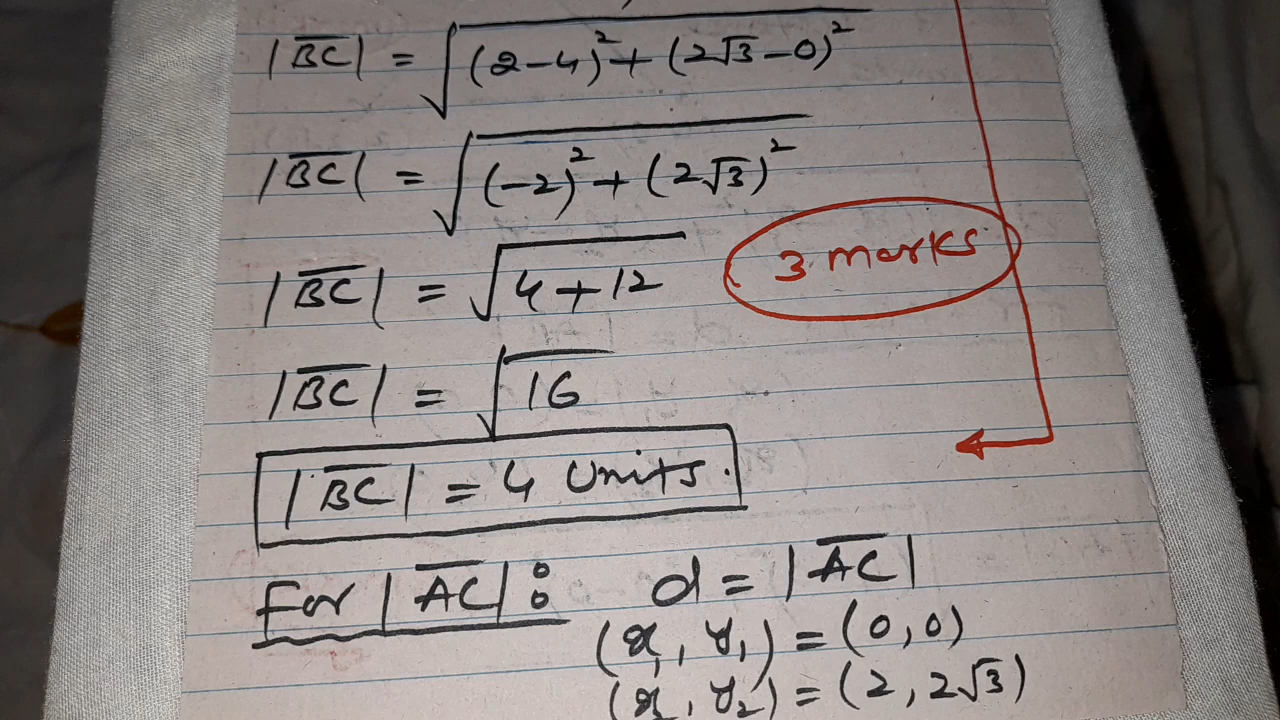 |BC| = √(2-4)² + (2√3-0)²
|BC| = √(-2)² + (2√3)²
|BC| = √4+12
3 marks
|BC| = √16
|BC| = 4 Units.
For |AC| : d = |AC|
(x₁, y₁) = (0, 0)
(x₂, y₂) = (2, 2√3)